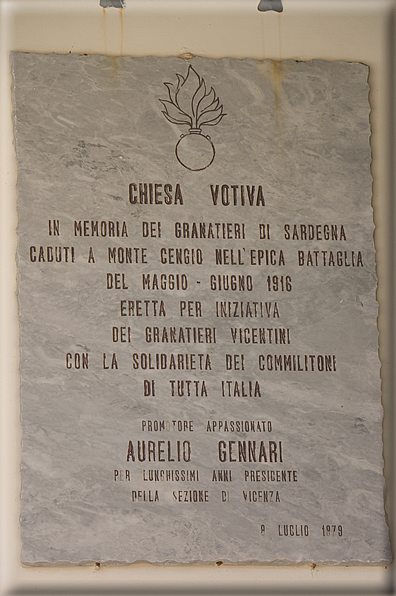 CHIESA VOTIVA
IN MEMORIA DEI GRANATIERI DI SARDEGNA
CADUTI A MONTE CENGIO NELL'EPICA BATTAGLIA
DEL MAGGIO - GIUGNO 1916
ERETTA PER INIZIATIVA
DEI GRANATIERI VICENTINI
CON LA SOLIDARIETA DEI COMMILITONI
DI TUTTA ITALIA
PROMOTORE APPASSIONATO
AURELIO GENNARI
PER LUNGHISSIMI ANNI PRESIDENTE
DELLA SEZIONE DI VICENZA
8 LUGLIO 1979